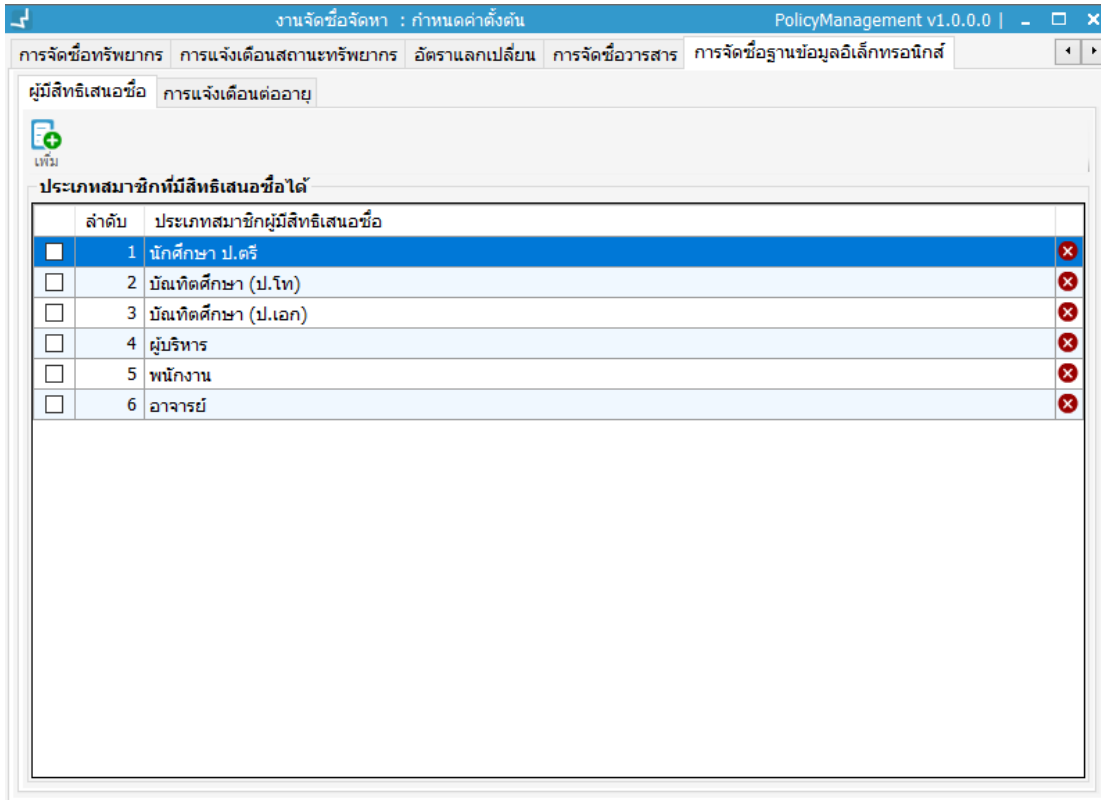 งานจัดซื้อจัดหา : กำหนดค่าตั้งต้น PolicyManagement v1.0.0.0 |
การจัดซื้อทรัพยากร การแจ้งเตือนสถานะทรัพยากร อัตราแลกเปลี่ยน การจัดซื้อวารสาร การจัดซื้อฐานข้อมูลอิเล็กทรอนิกส์
ผู้มีสิทธิเสนอซื้อ การแจ้งเตือนต่ออายุ
เพิ่ม
ประเภทสมาชิกที่มีสิทธิเสนอซื้อได้
ลำดับ ประเภทสมาชิกผู้มีสิทธิเสนอซื้อ
1 นักศึกษา ป.ตรี
2 บัณฑิตศึกษา (ป.โท)
3 บัณฑิตศึกษา (ป.เอก)
4 ผู้บริหาร
5 พนักงาน
6 อาจารย์